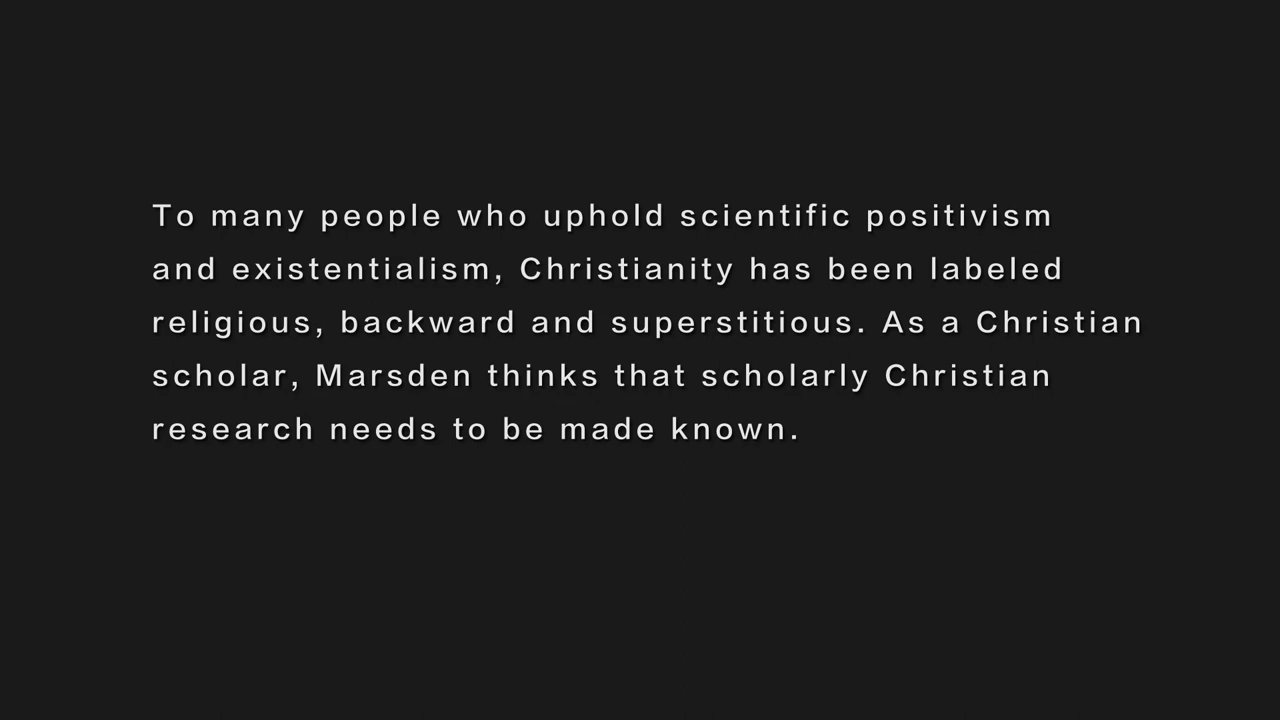 To many people who uphold scientific positivism
and existentialism, Christianity has been labeled
religious, backward and superstitious. As a Christian
scholar, Marsden thinks that scholarly Christian
research needs to be made known.